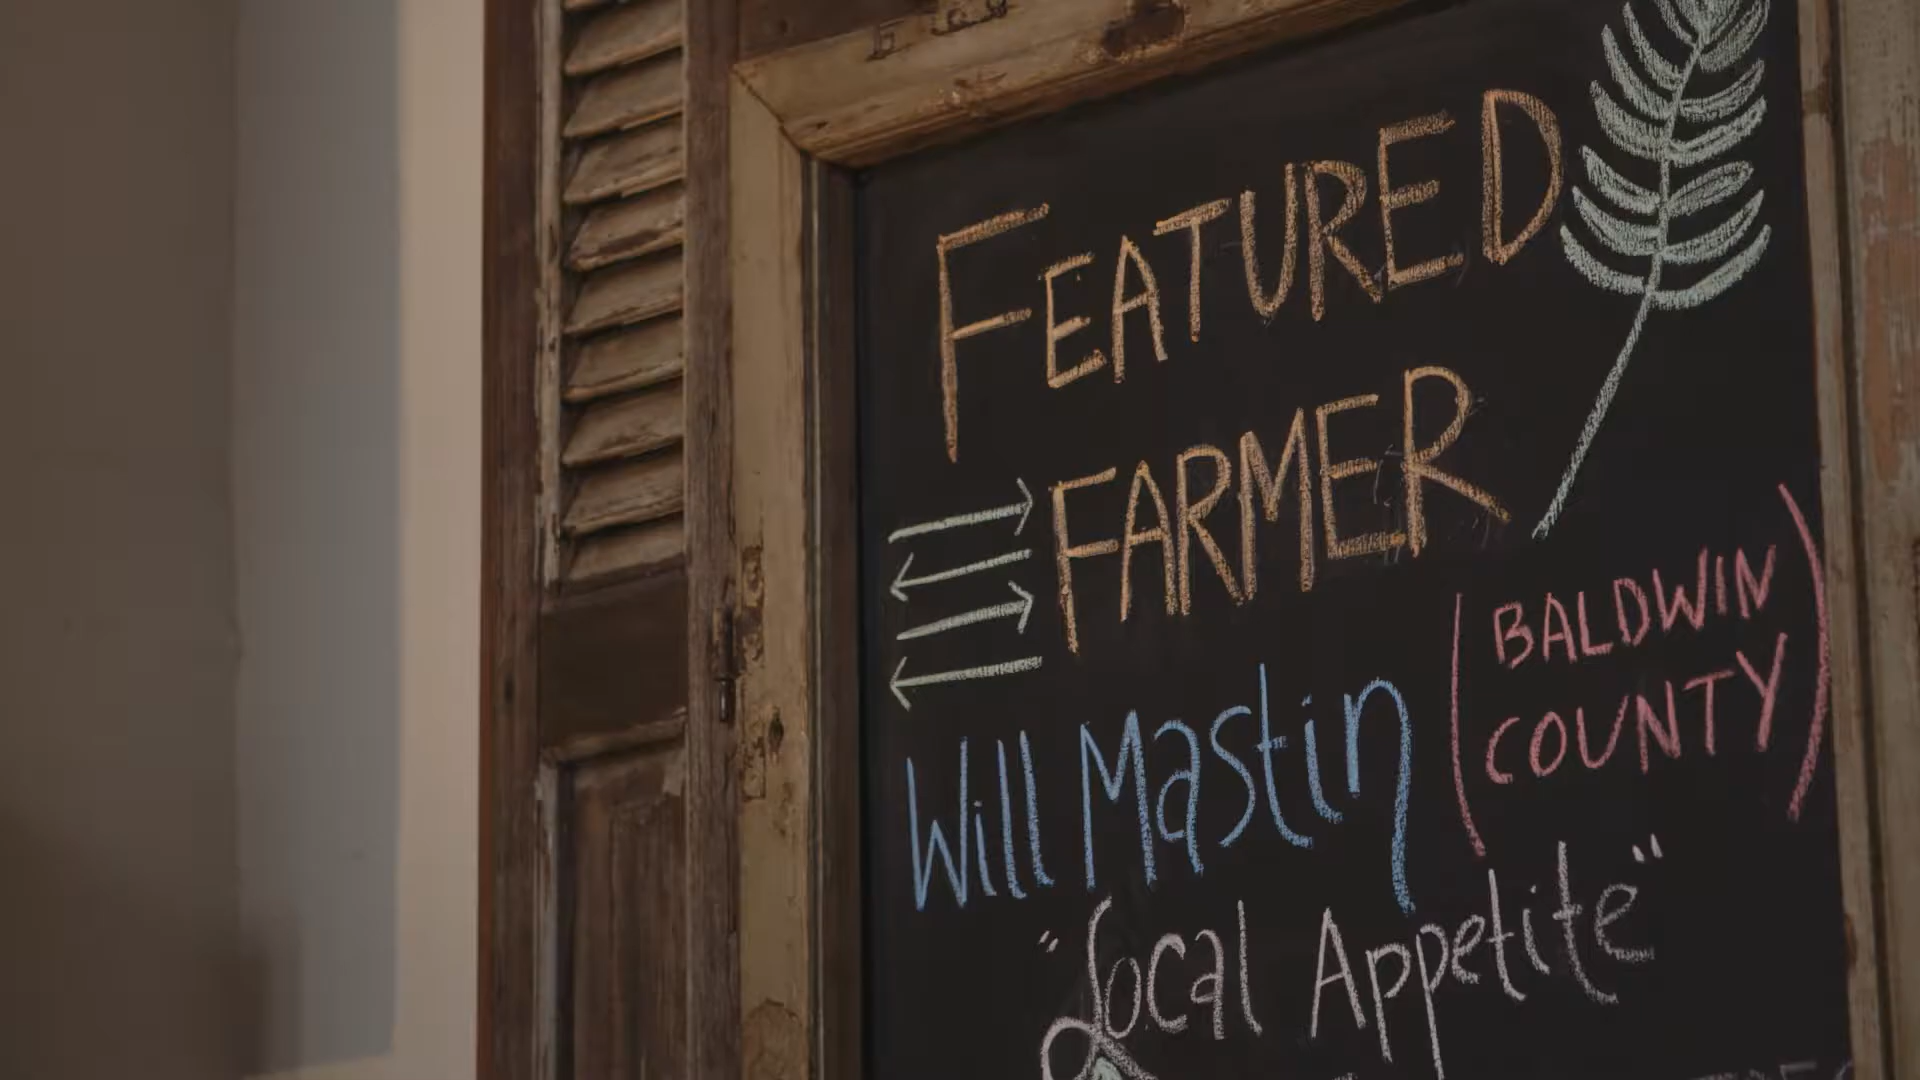 FEATURED
FARMER
(BALDWIN
COUNTY)
Will Mastin
"Local Appetite"